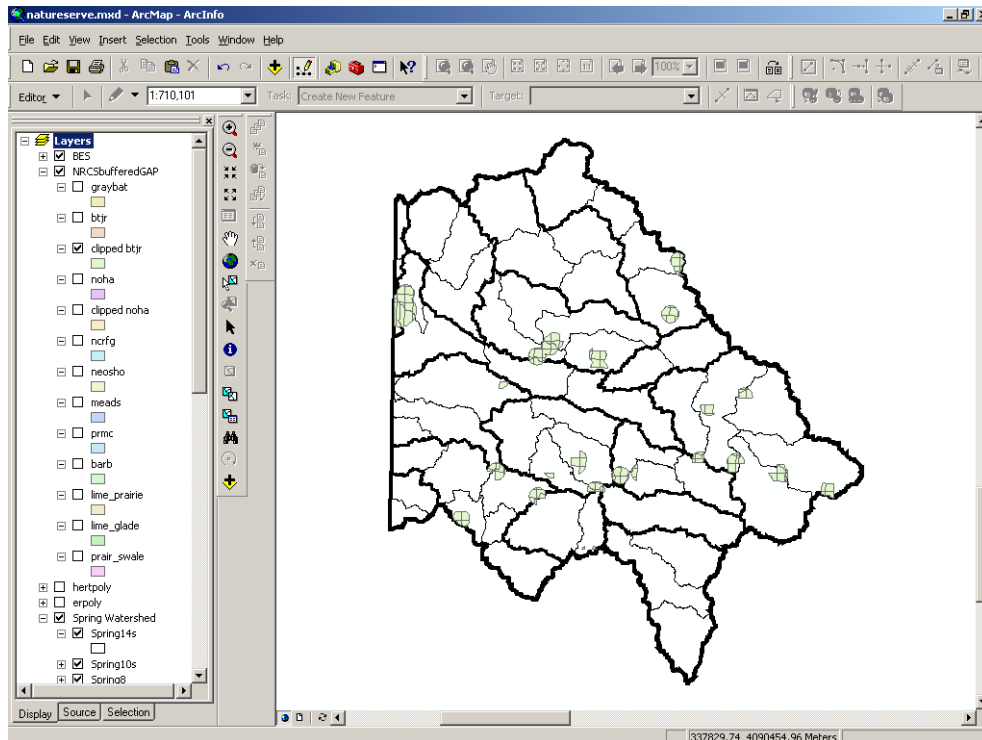 natureserve.mxd - ArcMap - ArcInfo
File Edit View Insert Selection Tools Window Help
100%
Editor 1:710,101 Task: Create New Feature Target:
Layers
BES
NRCSbufferedGAP
graybat
btjr
clipped btjr
noha
clipped noha
ncrfg
neosho
meads
prmc
barb
lime_prairie
lime_glade
prair_swale
hertpoly
erpoly
Spring Watershed
Spring14s
Spring10s
Spring8
Display Source Selection
337829.74 4090454.96 Meters